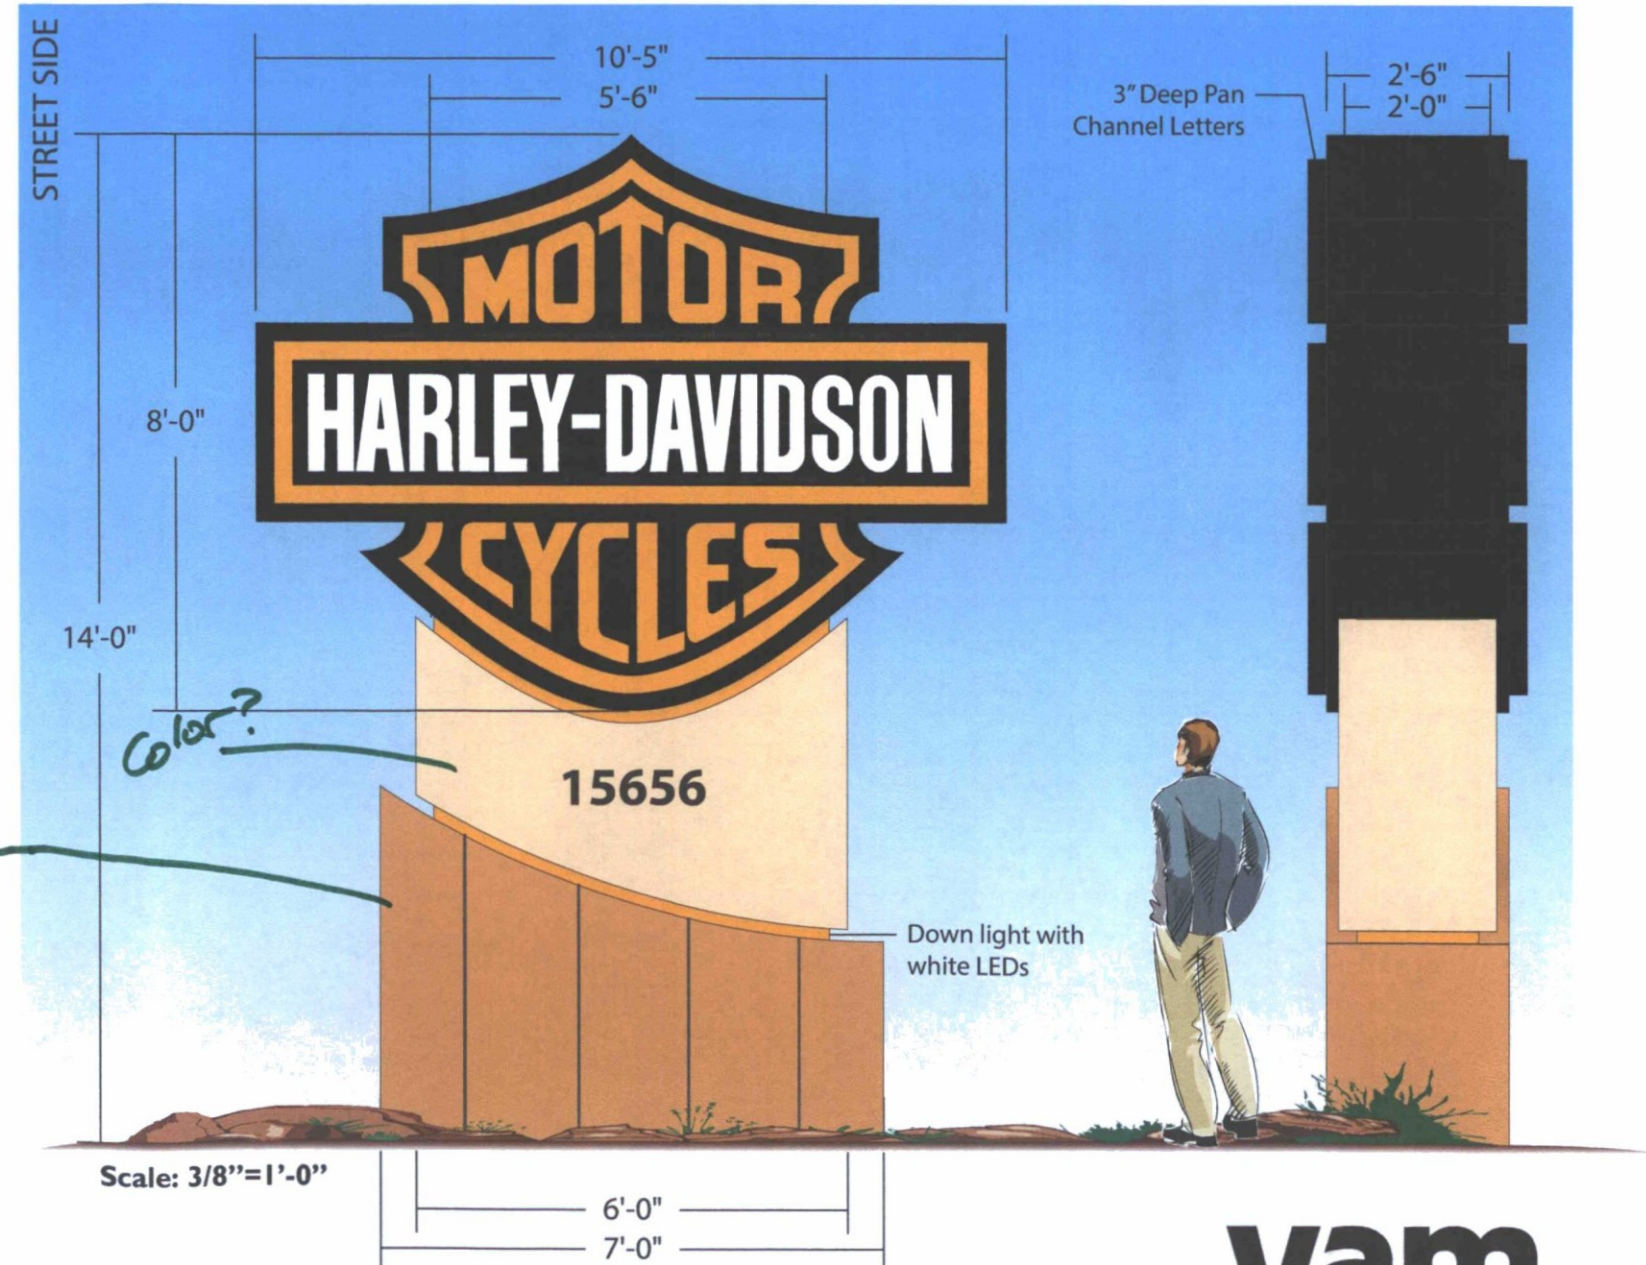 STREET SIDE
10'-5"
5'-6"
2'-6"
2'-0"
3" Deep Pan
Channel Letters
MOTOR
HARLEY-DAVIDSON
CYCLES
8'-0"
14'-0"
Color?
15656
Down light with
white LEDs
Scale: 3/8"=1'-0"
6'-0"
7'-0"
yam